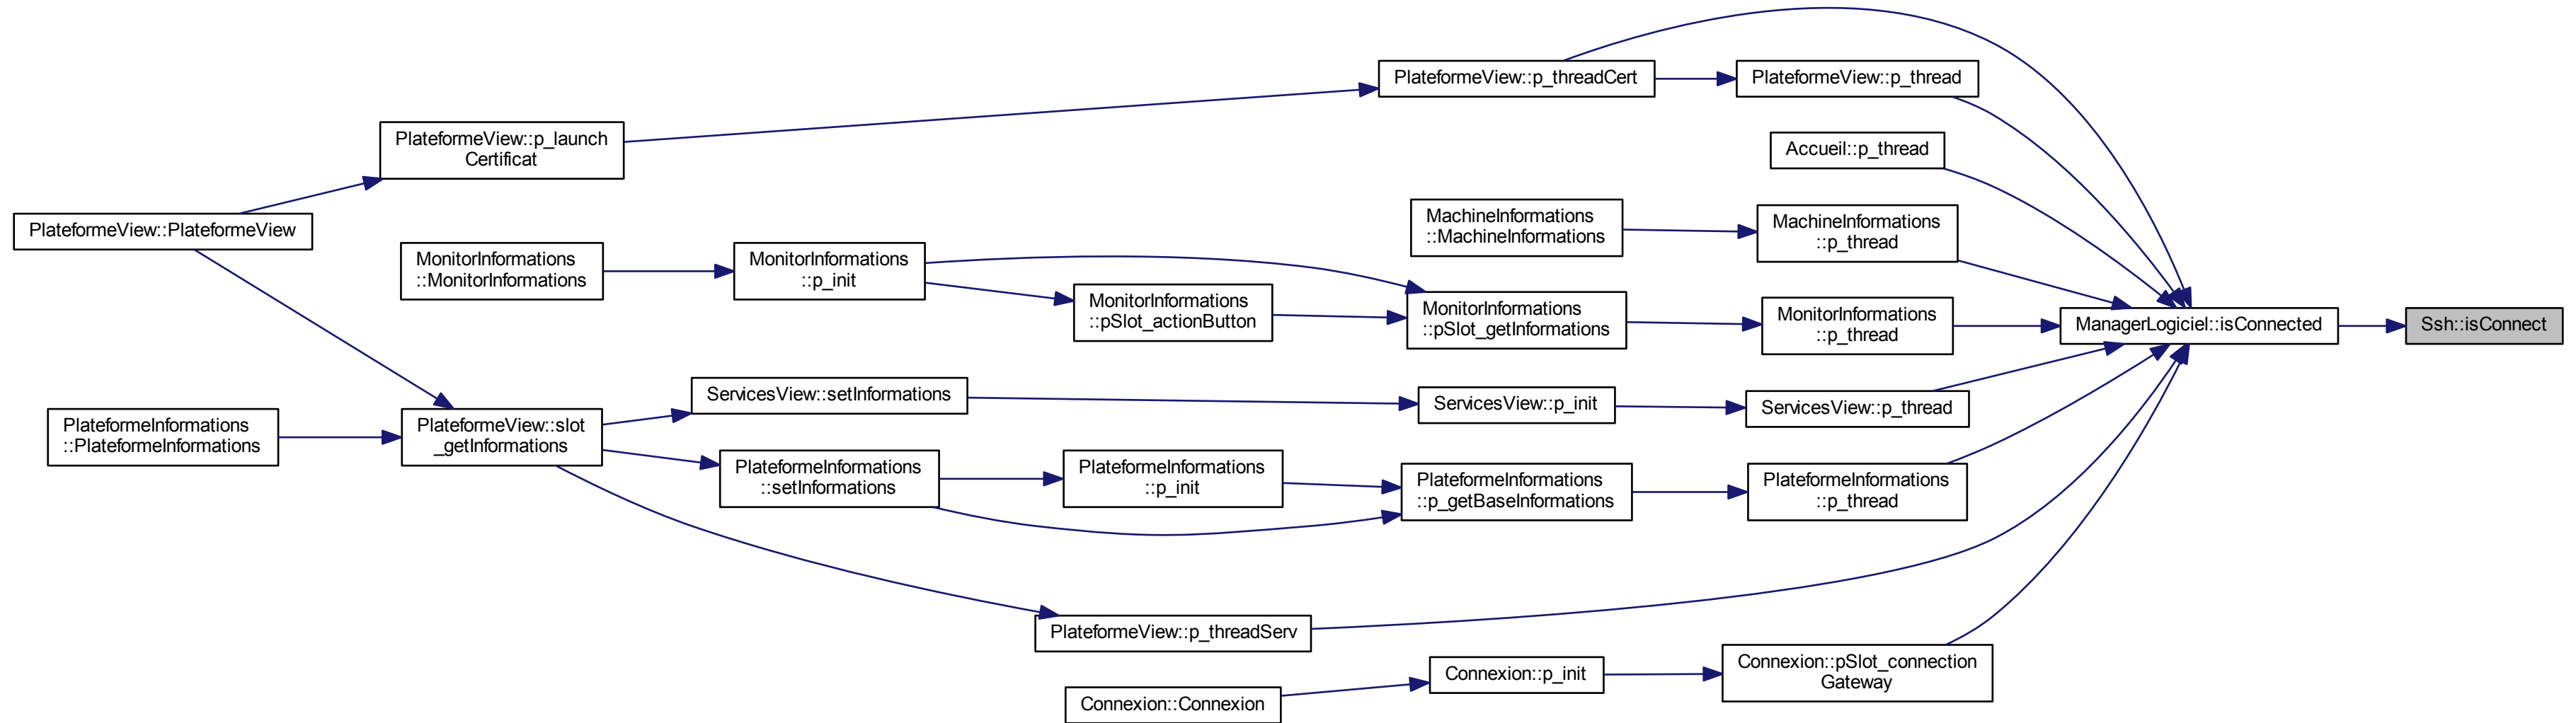 PlateformeView::PlateformeView
PlateformeView::p_launch
Certificat
PlateformeView::p_threadCert
PlateformeView::p_thread
Accueil::p_thread
MachineInformations
::MachineInformations
MachineInformations
::p_thread
MonitorInformations
::MonitorInformations
MonitorInformations
::p_init
MonitorInformations
::pSlot_actionButton
MonitorInformations
::pSlot_getInformations
MonitorInformations
::p_thread
ManagerLogiciel::isConnected
Ssh::isConnect
PlateformeInformations
::PlateformeInformations
PlateformeView::slot
_getInformations
ServicesView::setInformations
ServicesView::p_init
ServicesView::p_thread
PlateformeInformations
::setInformations
PlateformeInformations
::p_init
PlateformeInformations
::p_getBaseInformations
PlateformeInformations
::p_thread
PlateformeView::p_threadServ
Connexion::Connexion
Connexion::p_init
Connexion::pSlot_connection
Gateway